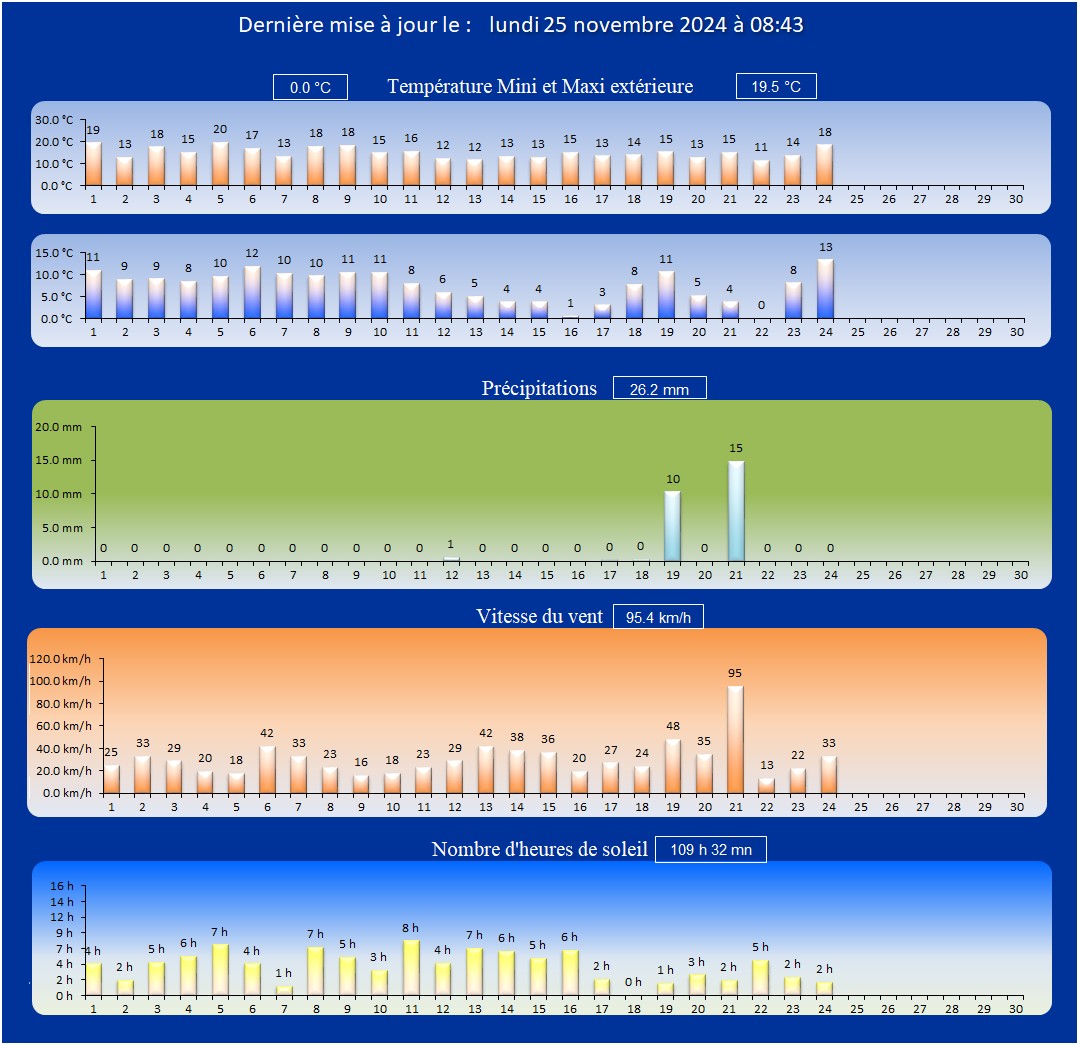 Dernière mise à jour le : lundi 25 novembre 2024 à 08:43
0.0 °C Température Mini et Maxi extérieure 19.5 °C
30.0 °C
20.0 °C
10.0 °C
0.0 °C
19 13 18 15 20 17 13 18 18 15 16 12 12 13 13 15 13 14 15 13 15 11 14 18
1 2 3 4 5 6 7 8 9 10 11 12 13 14 15 16 17 18 19 20 21 22 23 24 25 26 27 28 29 30
15.0 °C
10.0 °C
5.0 °C
0.0 °C
11 9 9 8 10 12 10 10 11 11 8 6 5 4 4 1 3 8 11 5 4 0 8 13
1 2 3 4 5 6 7 8 9 10 11 12 13 14 15 16 17 18 19 20 21 22 23 24 25 26 27 28 29 30
Précipitations 26.2 mm
20.0 mm
15.0 mm
10.0 mm
5.0 mm
0.0 mm
0 0 0 0 0 0 0 0 0 0 0 1 0 0 0 0 0 0 10 0 15 0 0 0
1 2 3 4 5 6 7 8 9 10 11 12 13 14 15 16 17 18 19 20 21 22 23 24 25 26 27 28 29 30
Vitesse du vent 95.4 km/h
120.0 km/h
100.0 km/h
80.0 km/h
60.0 km/h
40.0 km/h
20.0 km/h
0.0 km/h
25 33 29 20 18 42 33 23 16 18 23 29 42 38 36 20 27 24 48 35 95 13 22 33
1 2 3 4 5 6 7 8 9 10 11 12 13 14 15 16 17 18 19 20 21 22 23 24 25 26 27 28 29 30
Nombre d'heures de soleil 109 h 32 mn
16 h
14 h
12 h
9 h
7 h
4 h
2 h
0 h
4 h 2 h 5 h 6 h 7 h 4 h 1 h 7 h 5 h 3 h 8 h 4 h 7 h 6 h 5 h 6 h 2 h 0 h 1 h 3 h 2 h 5 h 2 h 2 h
1 2 3 4 5 6 7 8 9 10 11 12 13 14 15 16 17 18 19 20 21 22 23 24 25 26 27 28 29 30